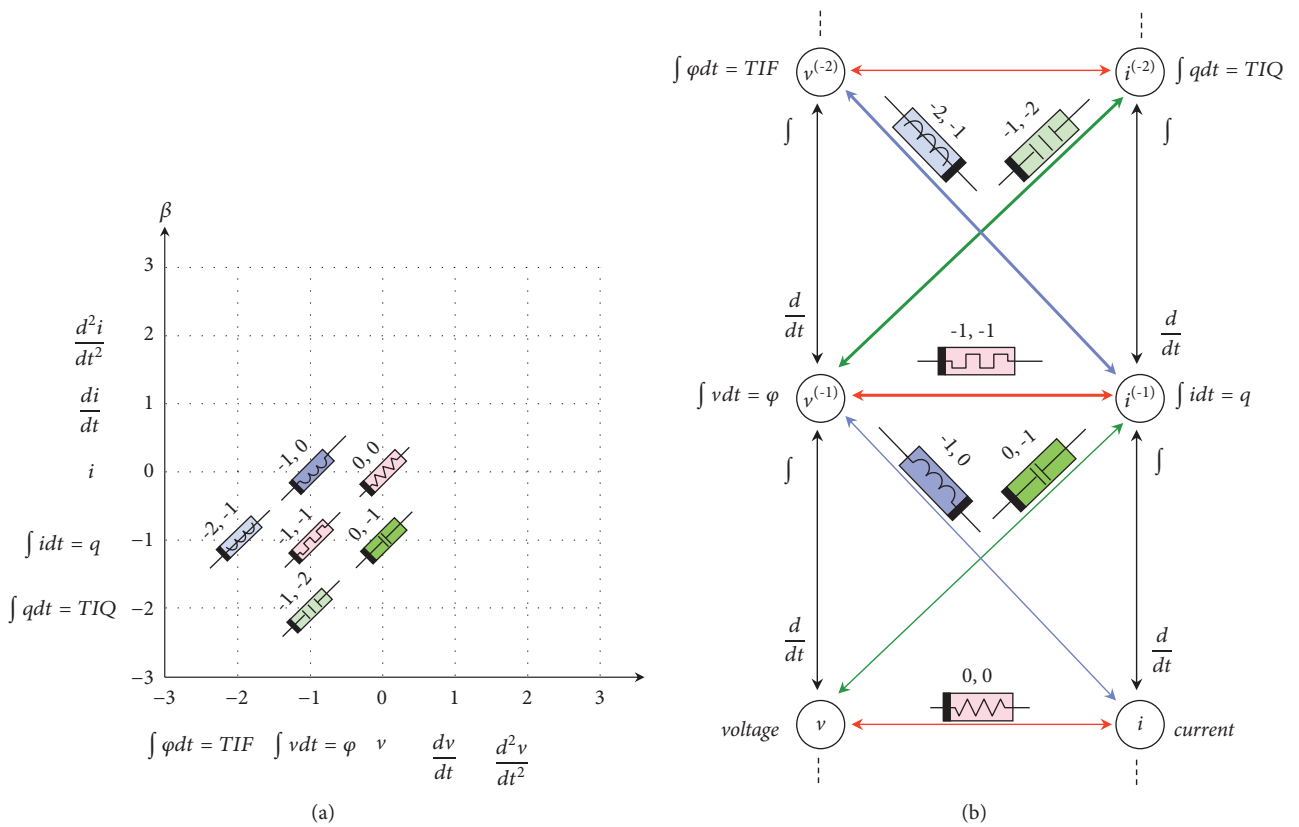 β
3
d²i/dt² 2
di/dt 1
i 0
∫ idt = q −1
∫ qdt = TIQ −2
−3
-1, 0
0, 0
-2, -1
-1, -1
0, -1
-1, -2
−3 −2 −1 0 1 2 3
∫ φdt = TIF ∫ vdt = φ v dv/dt d²v/dt²
(a)
∫ φdt = TIF v(-2) i(-2) ∫ qdt = TIQ
∫ -2, -1 -1, -2 ∫
d/dt d/dt
-1, -1
∫ vdt = φ v(-1) i(-1) ∫ idt = q
∫ -1, 0 0, -1 ∫
d/dt d/dt
0, 0
voltage v i current
(b)